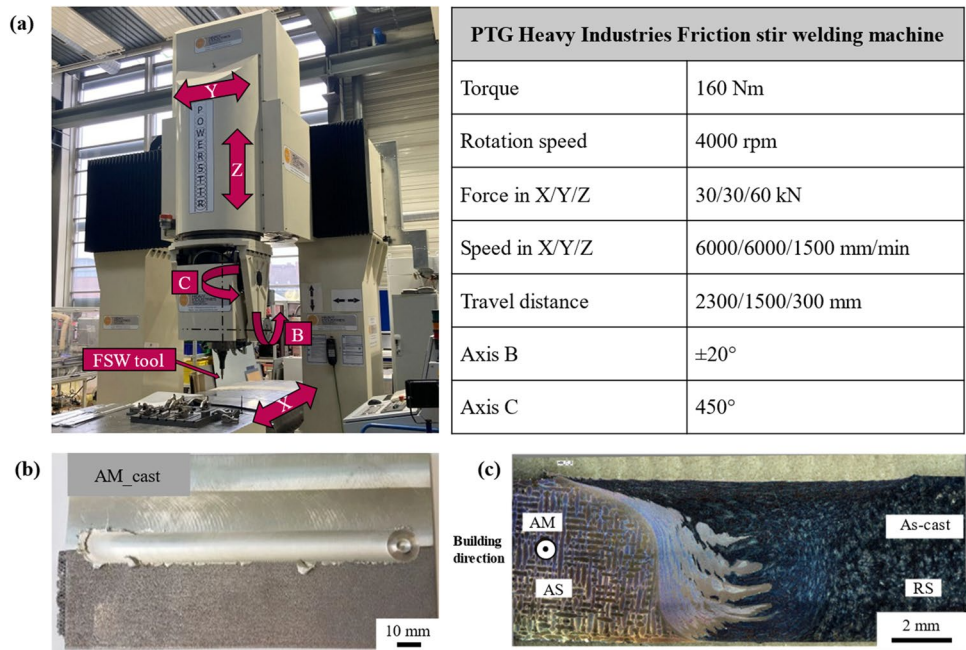 (a)
Y
POWERSTIR
Z
C
B
FSW tool
X
PTG Heavy Industries Friction stir welding machine
Torque 160 Nm
Rotation speed 4000 rpm
Force in X/Y/Z 30/30/60 kN
Speed in X/Y/Z 6000/6000/1500 mm/min
Travel distance 2300/1500/300 mm
Axis B ±20°
Axis C 450°
(b)
AM_cast
10 mm
(c)
AM
As-cast
Building
direction
AS
RS
2 mm